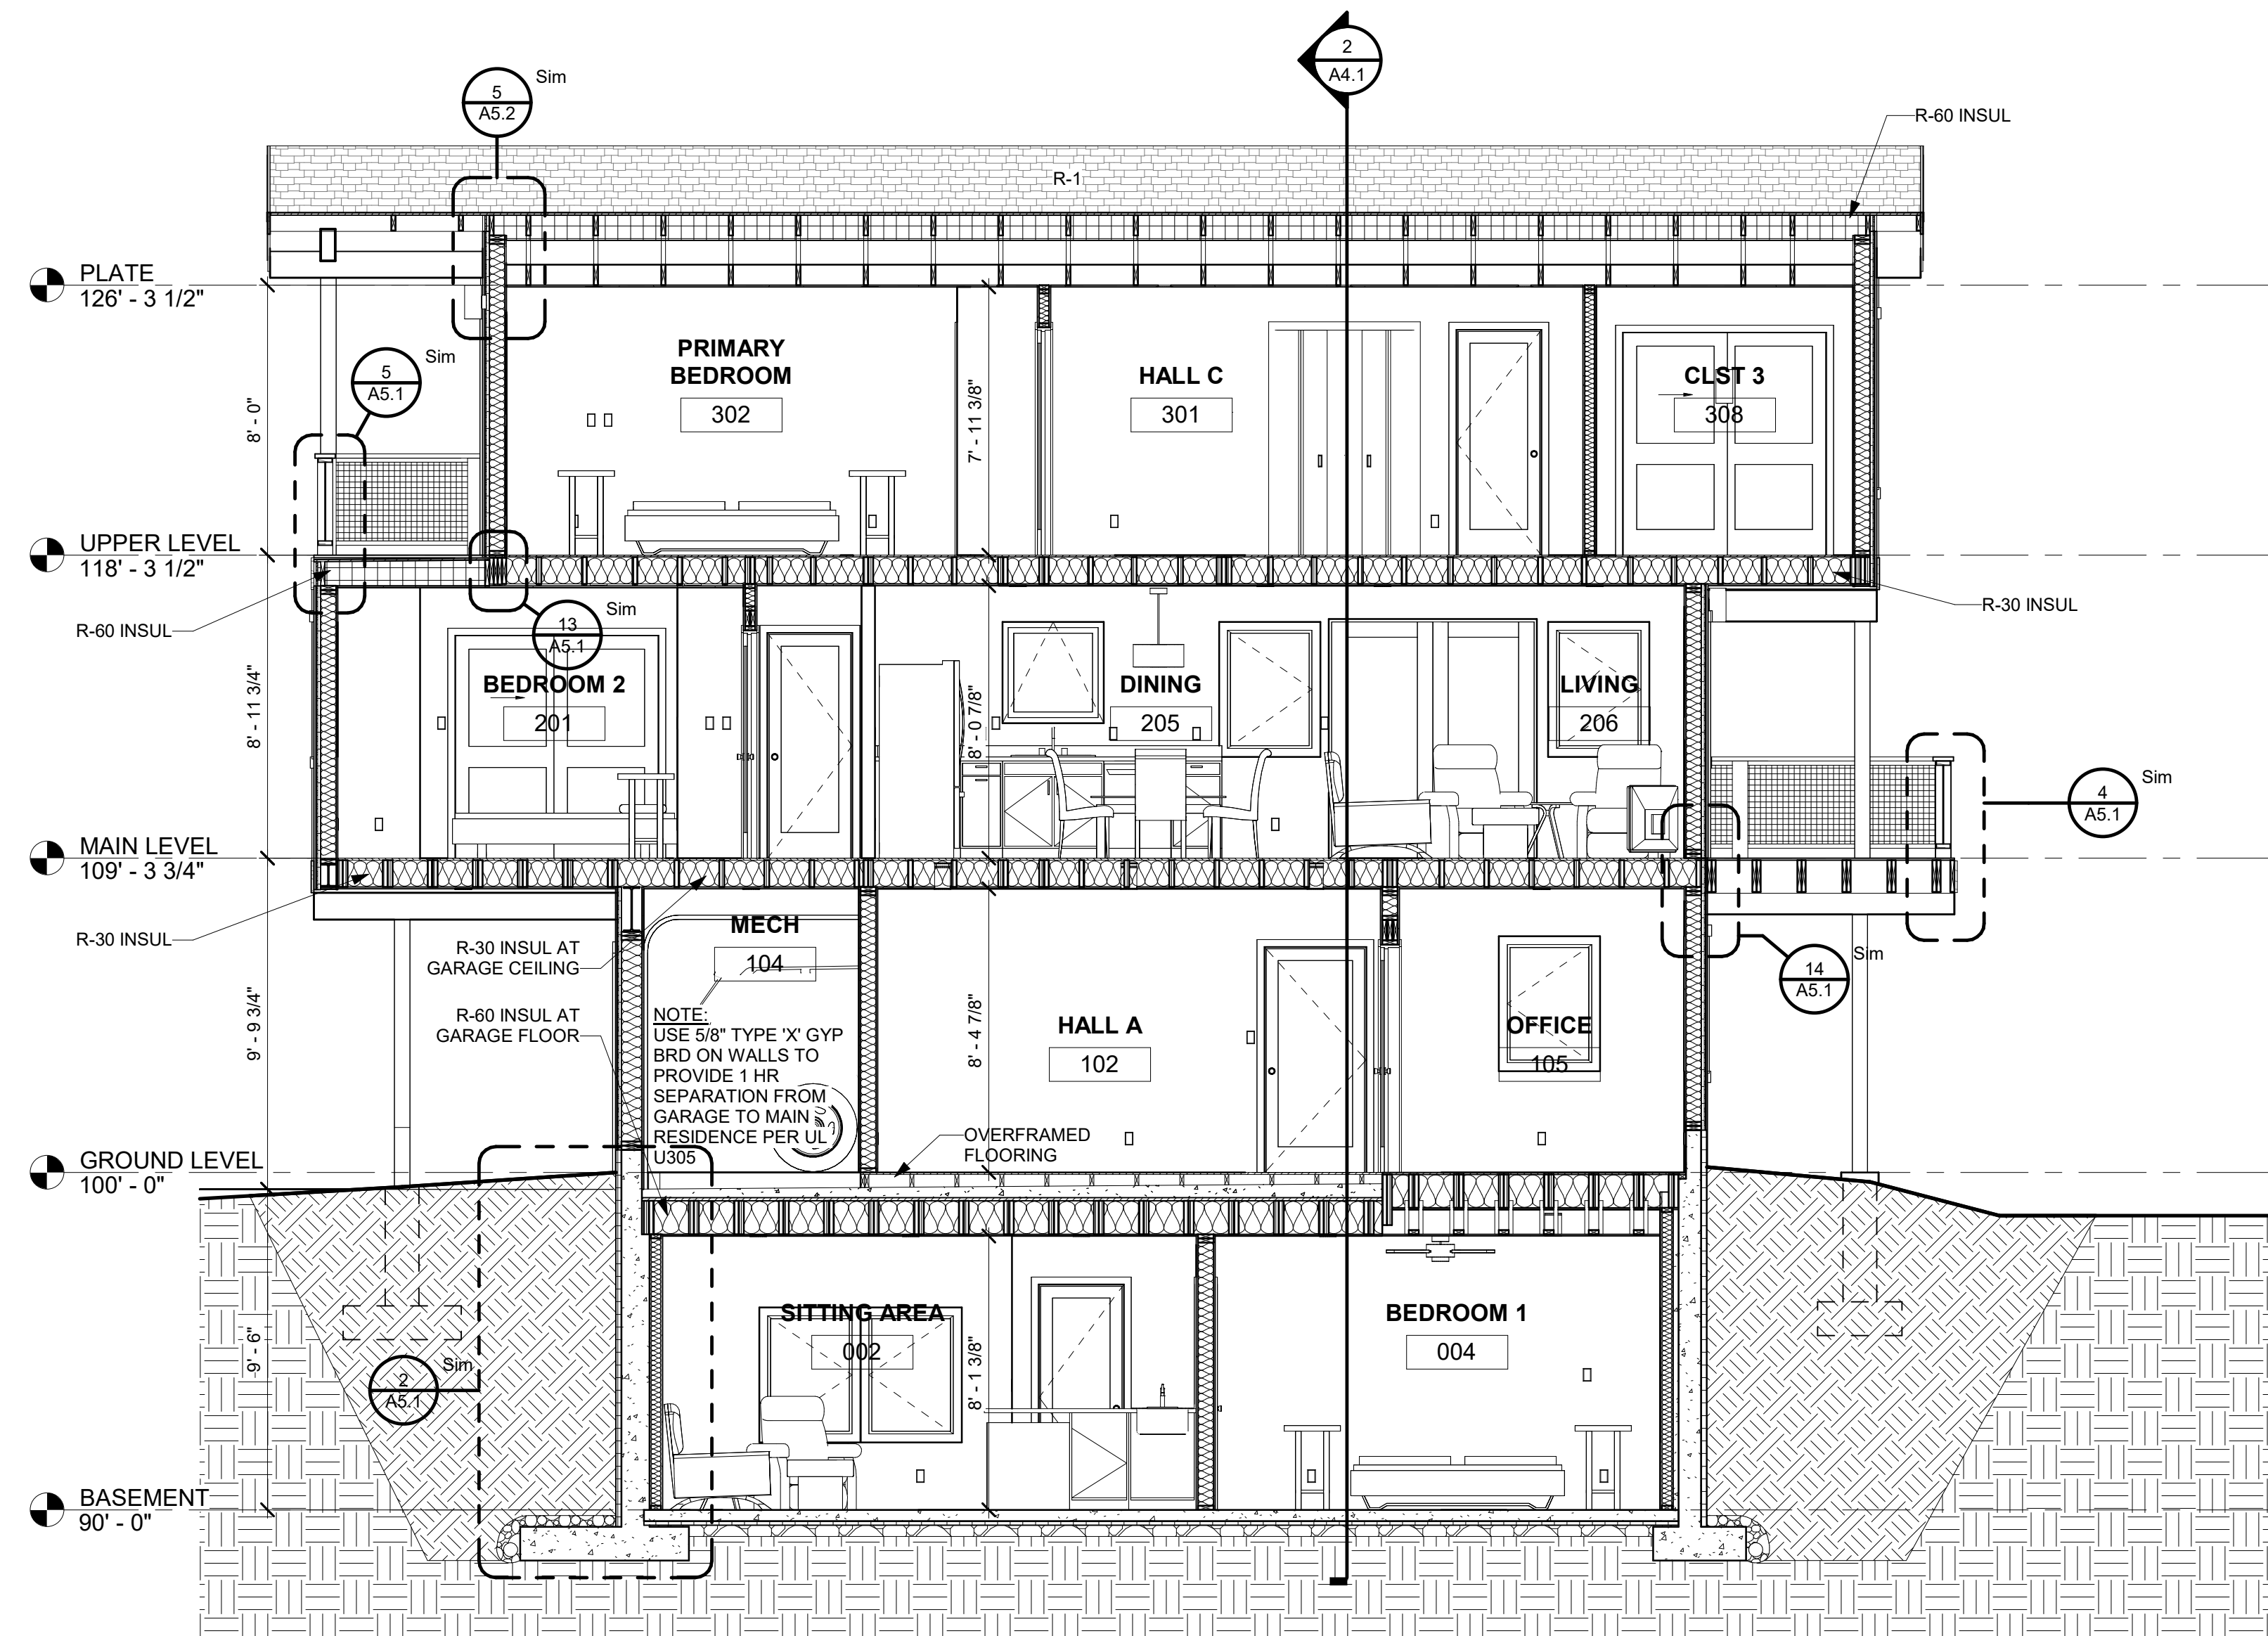 2
A4.1
5
A5.2
Sim
R-60 INSUL
R-1
PLATE
126' - 3 1/2"
5
A5.1
Sim
8' - 0"
PRIMARY
BEDROOM
302
7' - 11 3/8"
HALL C
301
CLST 3
308
UPPER LEVEL
118' - 3 1/2"
R-60 INSUL
13
A5.1
Sim
R-30 INSUL
8' - 11 3/4"
BEDROOM 2
201
8' - 0 7/8"
DINING
205
LIVING
206
4
A5.1
Sim
MAIN LEVEL
109' - 3 3/4"
R-30 INSUL
R-30 INSUL AT
GARAGE CEILING
MECH
104
14
A5.1
Sim
9' - 9 3/4"
R-60 INSUL AT
GARAGE FLOOR
NOTE:
USE 5/8" TYPE 'X' GYP
BRD ON WALLS TO
PROVIDE 1 HR
SEPARATION FROM
GARAGE TO MAIN
RESIDENCE PER UL
U305
8' - 4 7/8"
HALL A
102
OFFICE
105
OVERFRAMED
FLOORING
GROUND LEVEL
100' - 0"
9' - 6"
2
A5.1
Sim
SITTING AREA
002
8' - 1 3/8"
BEDROOM 1
004
BASEMENT
90' - 0"